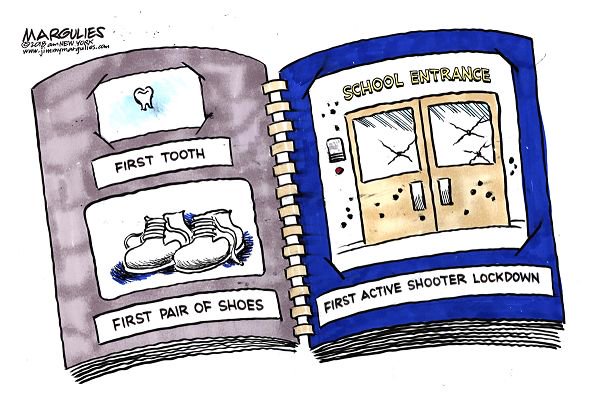 MARGULIES
©2018 amNEW YORK
www.jimmymargulies.com
FIRST TOOTH
FIRST PAIR OF SHOES
SCHOOL ENTRANCE
FIRST ACTIVE SHOOTER LOCKDOWN